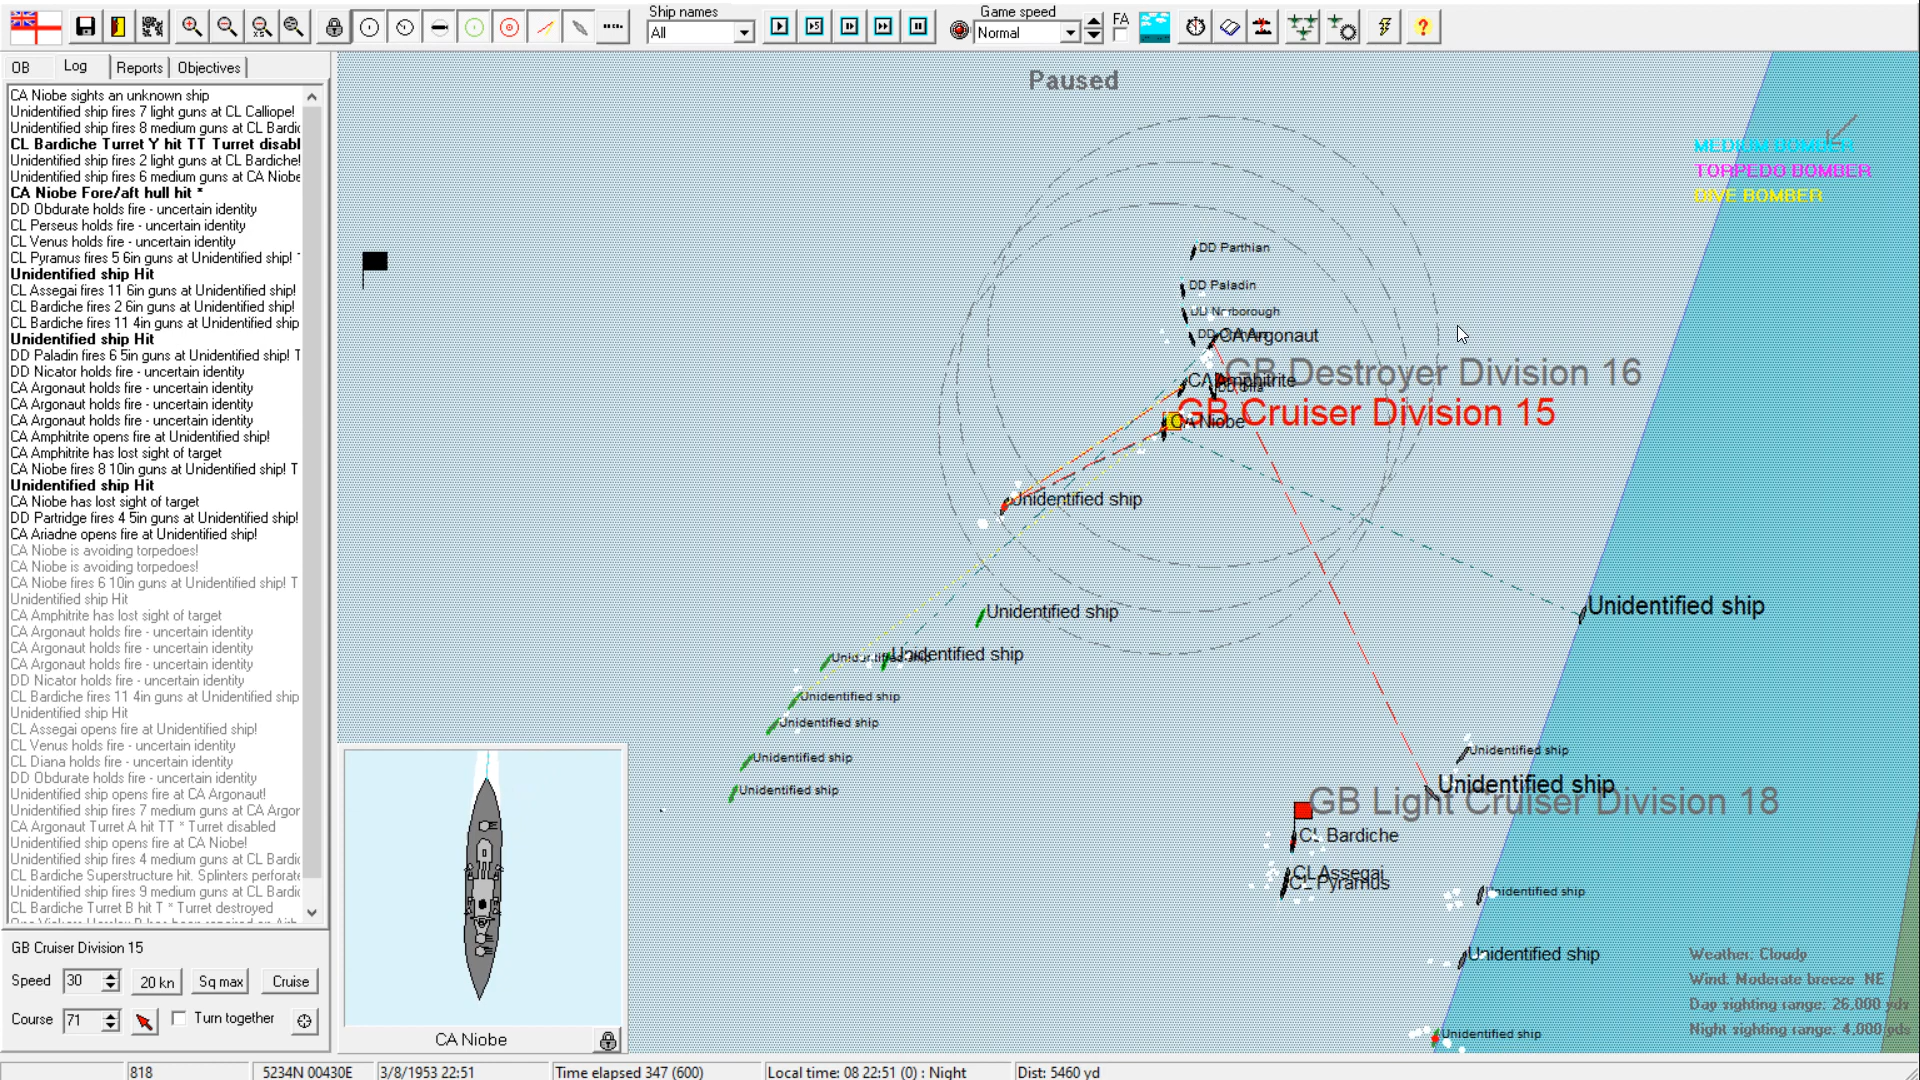 Ship names
All
Game speed
Normal
FA
?
OB
Log
Reports
Objectives
CA Niobe sights an unknown ship
Unidentified ship fires 7 light guns at CL Calliope!
Unidentified ship fires 8 medium guns at CL Bardic
CL Bardiche Turret Y hit TT Turret disabl
Unidentified ship fires 2 light guns at CL Bardiche!
Unidentified ship fires 6 medium guns at CA Niobe
CA Niobe Fore/aft hull hit *
DD Obdurate holds fire - uncertain identity
CL Perseus holds fire - uncertain identity
CL Venus holds fire - uncertain identity
CL Pyramus fires 5 6in guns at Unidentified ship! T
Unidentified ship Hit
CL Assegai fires 11 6in guns at Unidentified ship!
CL Bardiche fires 2 6in guns at Unidentified ship!
CL Bardiche fires 11 4in guns at Unidentified ship
Unidentified ship Hit
DD Paladin fires 6 5in guns at Unidentified ship! T
DD Nicator holds fire - uncertain identity
CA Argonaut holds fire - uncertain identity
CA Argonaut holds fire - uncertain identity
CA Argonaut holds fire - uncertain identity
CA Amphitrite opens fire at Unidentified ship!
CA Amphitrite has lost sight of target
CA Niobe fires 8 10in guns at Unidentified ship! T
Unidentified ship Hit
CA Niobe has lost sight of target
DD Partridge fires 4 5in guns at Unidentified ship!
CA Ariadne opens fire at Unidentified ship!
CA Niobe is avoiding torpedoes!
CA Niobe is avoiding torpedoes!
CA Niobe fires 6 10in guns at Unidentified ship! T
Unidentified ship Hit
CA Amphitrite has lost sight of target
CA Argonaut holds fire - uncertain identity
CA Argonaut holds fire - uncertain identity
CA Argonaut holds fire - uncertain identity
DD Nicator holds fire - uncertain identity
CL Bardiche fires 11 4in guns at Unidentified ship
Unidentified ship Hit
CL Assegai opens fire at Unidentified ship!
CL Venus holds fire - uncertain identity
CL Diana holds fire - uncertain identity
DD Obdurate holds fire - uncertain identity
Unidentified ship opens fire at CA Argonaut!
Unidentified ship fires 7 medium guns at CA Argor
CA Argonaut Turret A hit TT * Turret disabled
Unidentified ship opens fire at CA Niobe!
Unidentified ship fires 4 medium guns at CL Bardic
CL Bardiche Superstructure hit. Splinters perforate
Unidentified ship fires 9 medium guns at CL Bardic
CL Bardiche Turret B hit T * Turret destroyed
GB Cruiser Division 15
Speed 30 20 kn Sq max Cruise
Course 71 Turn together
CA Niobe
Paused
MEDIUM BOMBER
TORPEDO BOMBER
DIVE BOMBER
DD Parthian
DD Paladin
DD Norborough
CA Argonaut
GB Destroyer Division 16
CA Amphitrite
GB Cruiser Division 15
CA Niobe
Unidentified ship
Unidentified ship
Unidentified ship
Unidentified ship
Unidentified ship
Unidentified ship
Unidentified ship
Unidentified ship
Unidentified ship
Unidentified ship
Unidentified ship
GB Light Cruiser Division 18
CL Bardiche
CL Assegai
CL Pyramus
Unidentified ship
Unidentified ship
Unidentified ship
Weather: Cloudy
Wind: Moderate breeze NE
Day sighting range: 26,000 yds
Night sighting range: 4,000 yds
818
5234N 00430E
3/8/1953 22:51
Time elapsed 347 (600)
Local time: 08 22:51 (0) : Night
Dist: 5460 yd